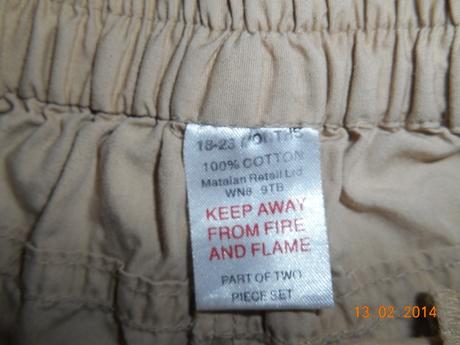 18-23 MONTHS
100% COTTON
Matalan Retail Ltd
WN8 9TB
KEEP AWAY
FROM FIRE
AND FLAME
PART OF TWO
PIECE SET
13 02 2014